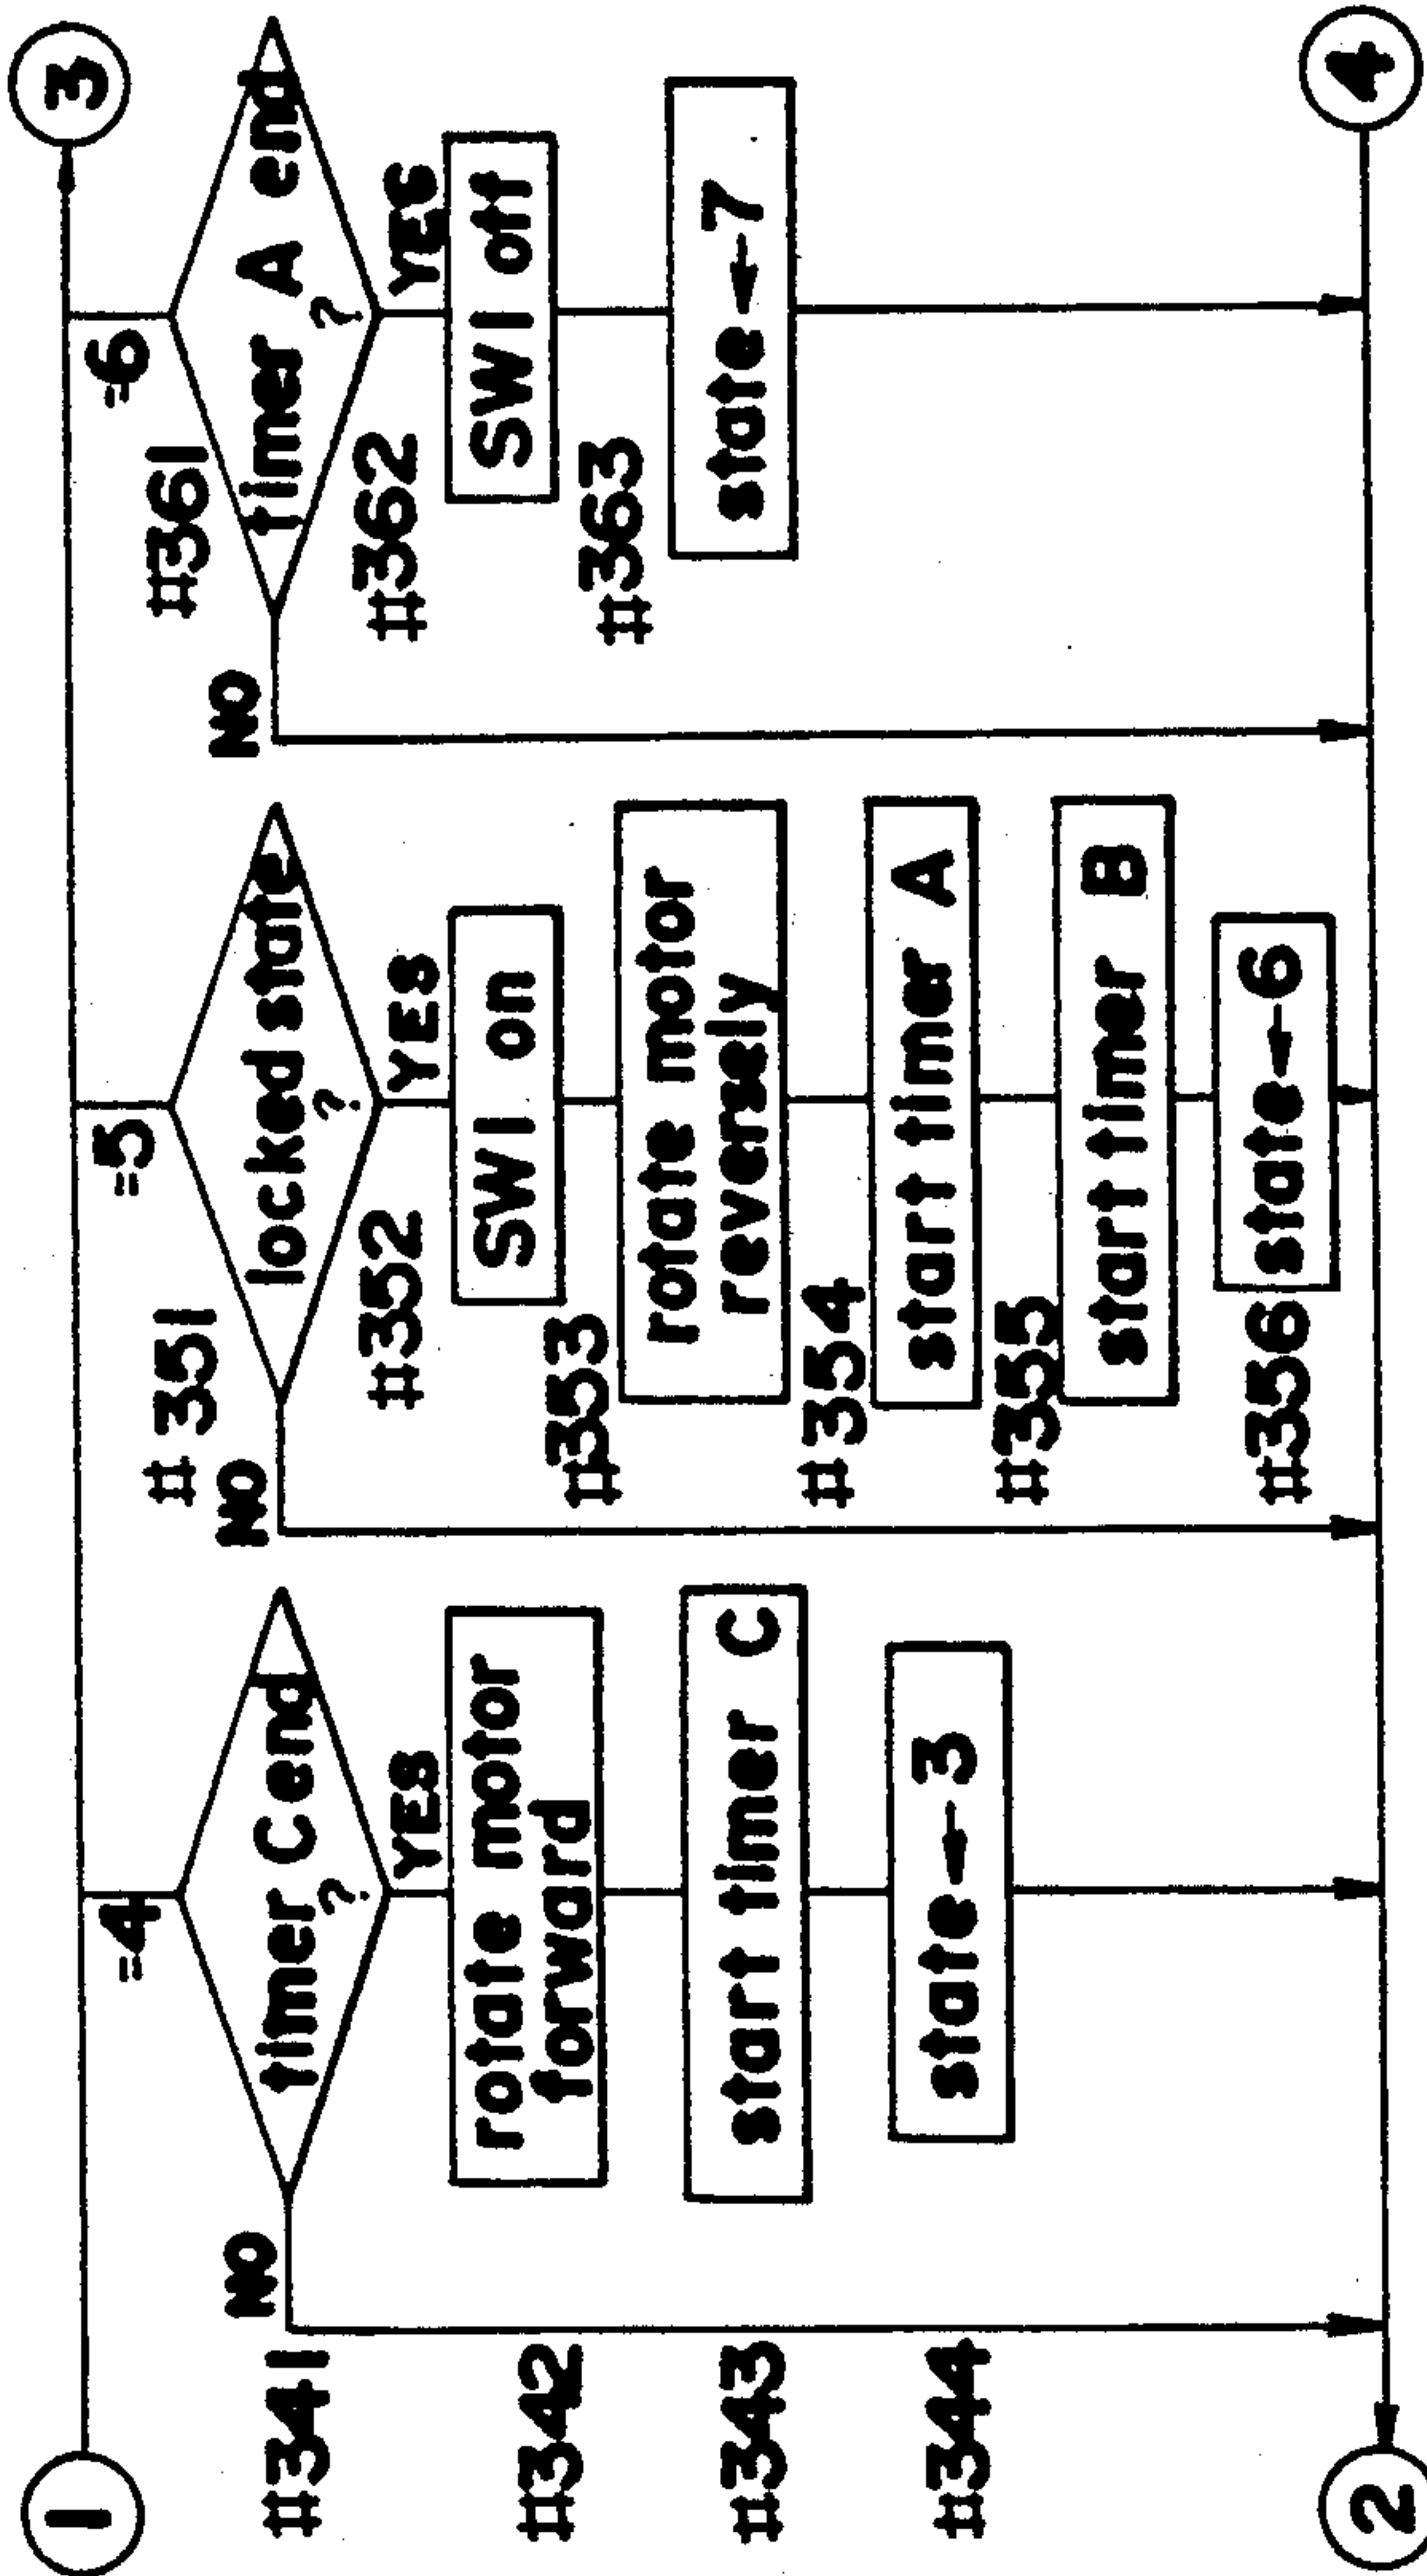 1
3
=4
#341
timer C end
?
NO
YES
#342
rotate motor
forward
#343
start timer C
#344
state←3
=5
#351
locked state
?
NO
YES
#352
SW1 on
#353
rotate motor
reversely
#354
start timer A
#355
start timer B
#356
state←6
=6
#361
timer A end
?
NO
YES
#362
SW1 off
#363
state←7
2
4